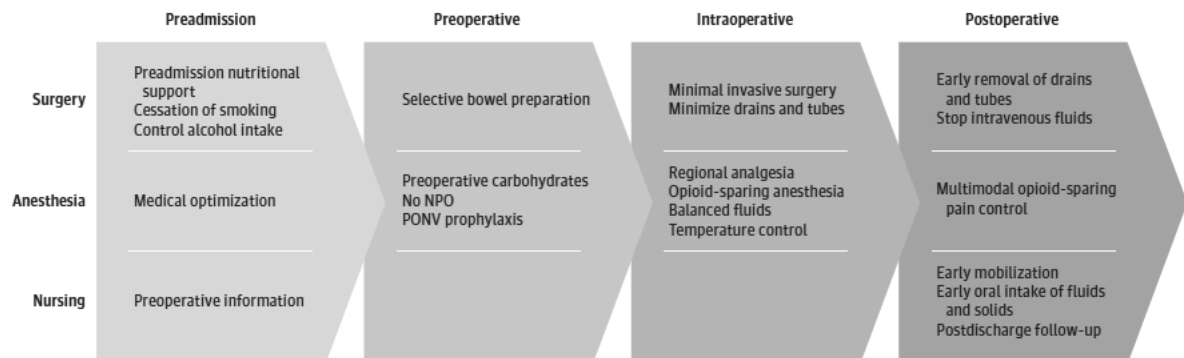 Preadmission
Preoperative
Intraoperative
Postoperative
Surgery
Preadmission nutritional
support
Cessation of smoking
Control alcohol intake
Selective bowel preparation
Minimal invasive surgery
Minimize drains and tubes
Early removal of drains
and tubes
Stop intravenous fluids
Anesthesia
Medical optimization
Preoperative carbohydrates
No NPO
PONV prophylaxis
Regional analgesia
Opioid-sparing anesthesia
Balanced fluids
Temperature control
Multimodal opioid-sparing
pain control
Nursing
Preoperative information
Early mobilization
Early oral intake of fluids
and solids
Postdischarge follow-up